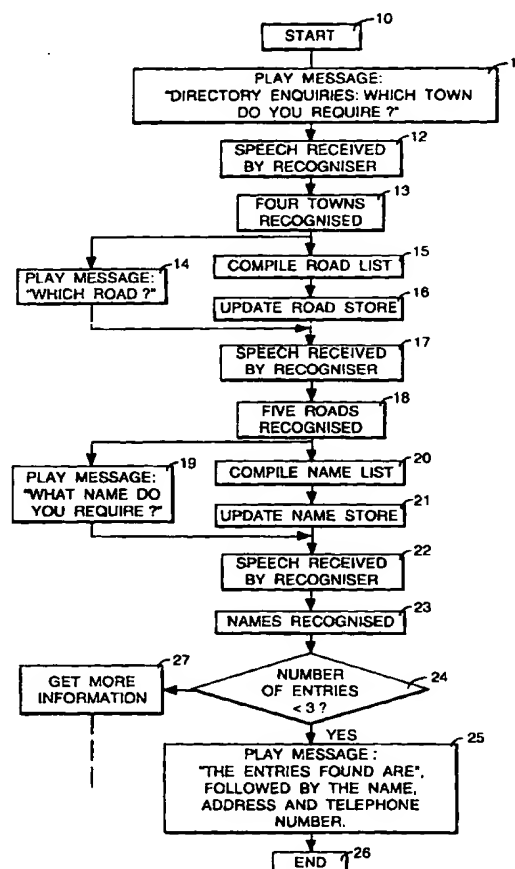 10
START
1
PLAY MESSAGE:
"DIRECTORY ENQUIRIES: WHICH TOWN
DO YOU REQUIRE ?"
12
SPEECH RECEIVED
BY RECOGNISER
13
FOUR TOWNS
RECOGNISED
14
PLAY MESSAGE:
"WHICH ROAD ?"
15
COMPILE ROAD LIST
16
UPDATE ROAD STORE
17
SPEECH RECEIVED
BY RECOGNISER
18
FIVE ROADS
RECOGNISED
19
PLAY MESSAGE:
"WHAT NAME DO
YOU REQUIRE ?"
20
COMPILE NAME LIST
21
UPDATE NAME STORE
22
SPEECH RECEIVED
BY RECOGNISER
23
NAMES RECOGNISED
27
GET MORE
INFORMATION
24
NUMBER
OF ENTRIES
< 3 ?
YES
25
PLAY MESSAGE :
"THE ENTRIES FOUND ARE",
FOLLOWED BY THE NAME,
ADDRESS AND TELEPHONE
NUMBER.
26
END